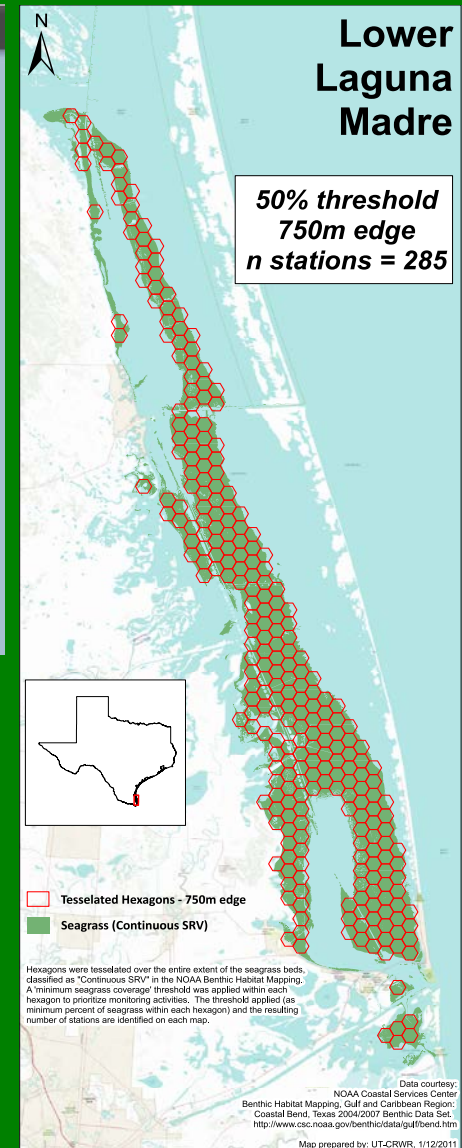 N
Lower
Laguna
Madre
50% threshold
750m edge
n stations = 285
Tesselated Hexagons - 750m edge
Seagrass (Continuous SRV)
Hexagons were tesselated over the entire extent of the seagrass beds,
classified as "Continuous SRV" in the NOAA Benthic Habitat Mapping.
A 'minimum seagrass coverage' threshold was applied within each
hexagon to prioritize monitoring activities. The threshold applied (as
minimum percent of seagrass within each hexagon) and the resulting
number of stations are identified on each map.
Data courtesy:
NOAA Coastal Services Center
Benthic Habitat Mapping, Gulf and Caribbean Region:
Coastal Bend, Texas 2004/2007 Benthic Data Set.
http://www.csc.noaa.gov/benthic/data/gulf/bend.htm
Map prepared by: UT-CRWR, 1/12/2011